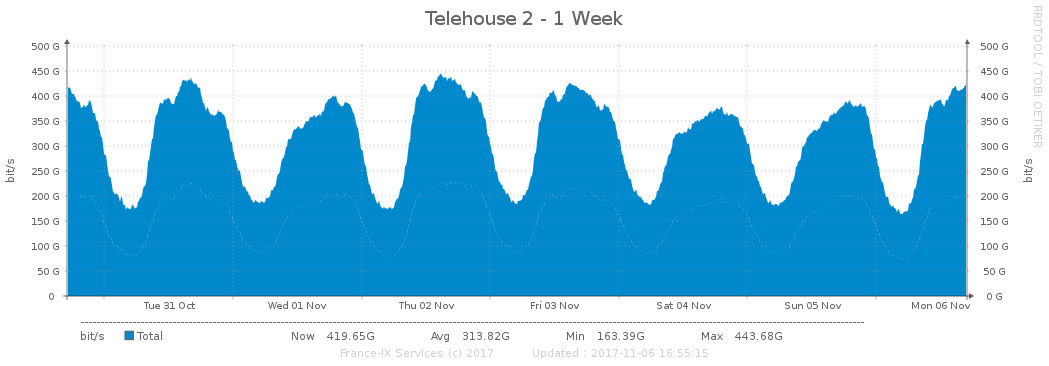 Telehouse 2 - 1 Week
RRDTOOL / TOBI OETIKER
500 G 500 G
450 G 450 G
400 G 400 G
350 G 350 G
300 G 300 G
250 G 250 G
200 G 200 G
150 G 150 G
100 G 100 G
50 G 50 G
0 0 G
bit/s bit/s
Tue 31 Oct Wed 01 Nov Thu 02 Nov Fri 03 Nov Sat 04 Nov Sun 05 Nov Mon 06 Nov
bit/s Total Now 419.65G Avg 313.82G Min 163.39G Max 443.68G
France-IX Services (c) 2017 Updated : 2017-11-06 16:55:15